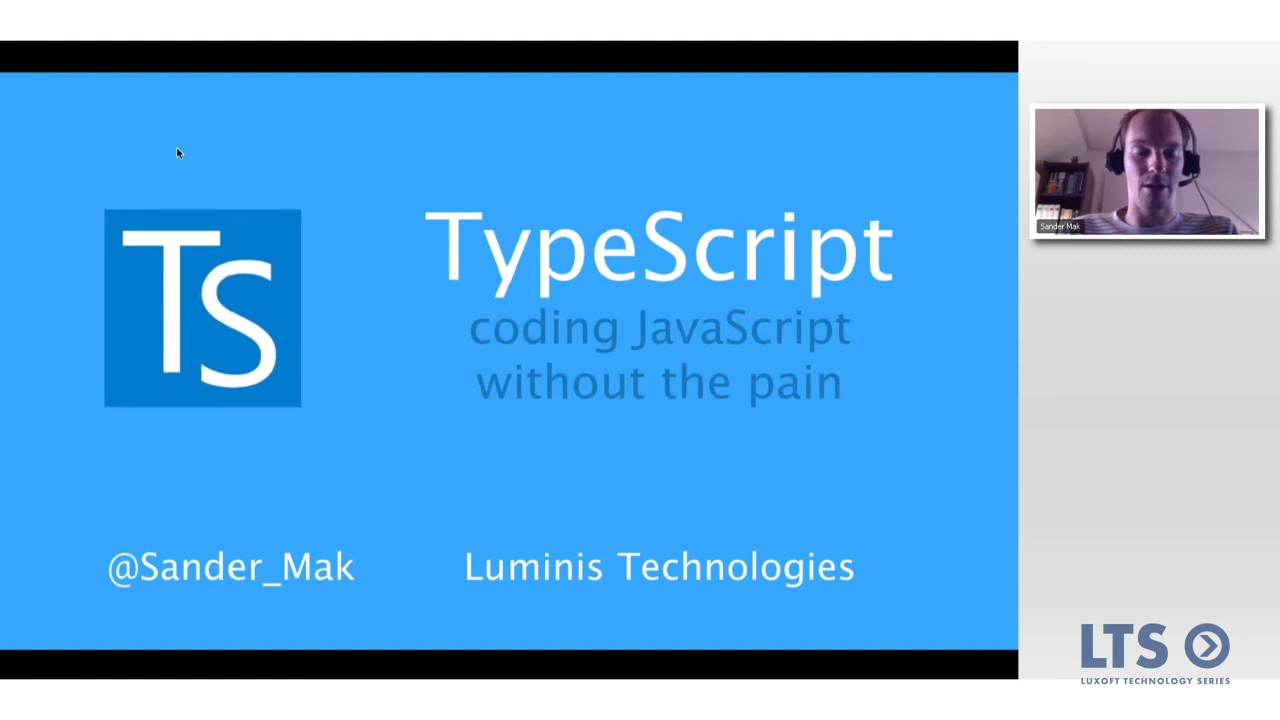 TS
TypeScript
coding JavaScript
without the pain
@Sander_Mak
Luminis Technologies
Sander Mak
LTS
LUXOFT TECHNOLOGY SERIES